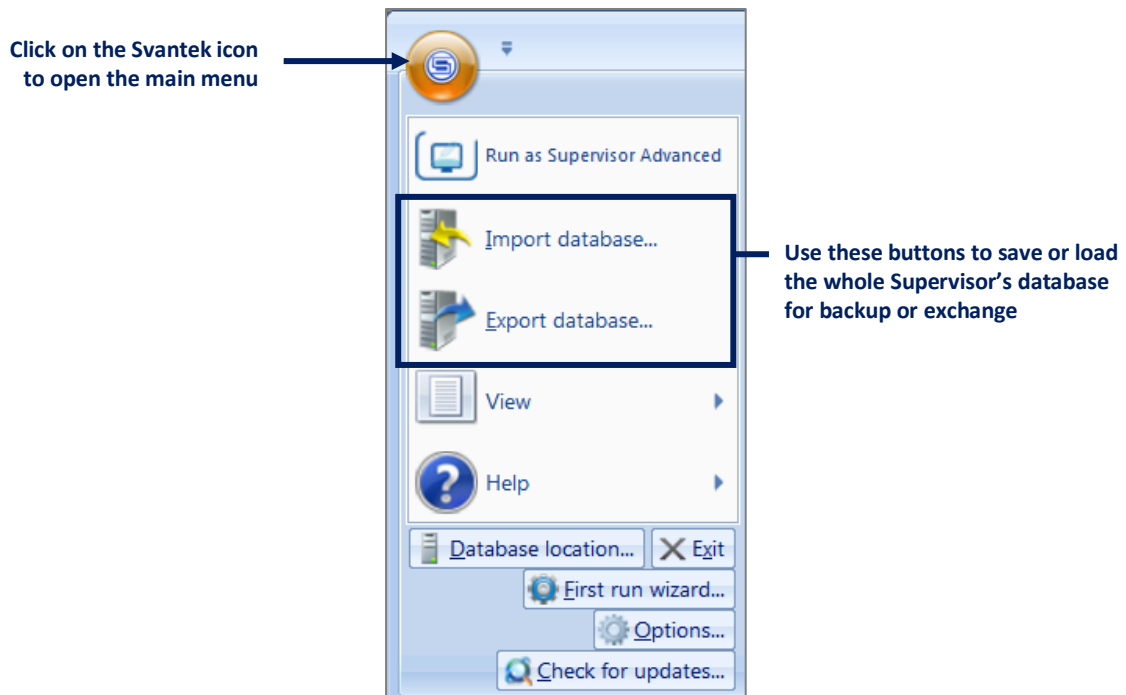 Click on the Svantek icon
to open the main menu
Run as Supervisor Advanced
Import database...
Export database...
Use these buttons to save or load
the whole Supervisor's database
for backup or exchange
View
Help
Database location...
Exit
First run wizard...
Options...
Check for updates...